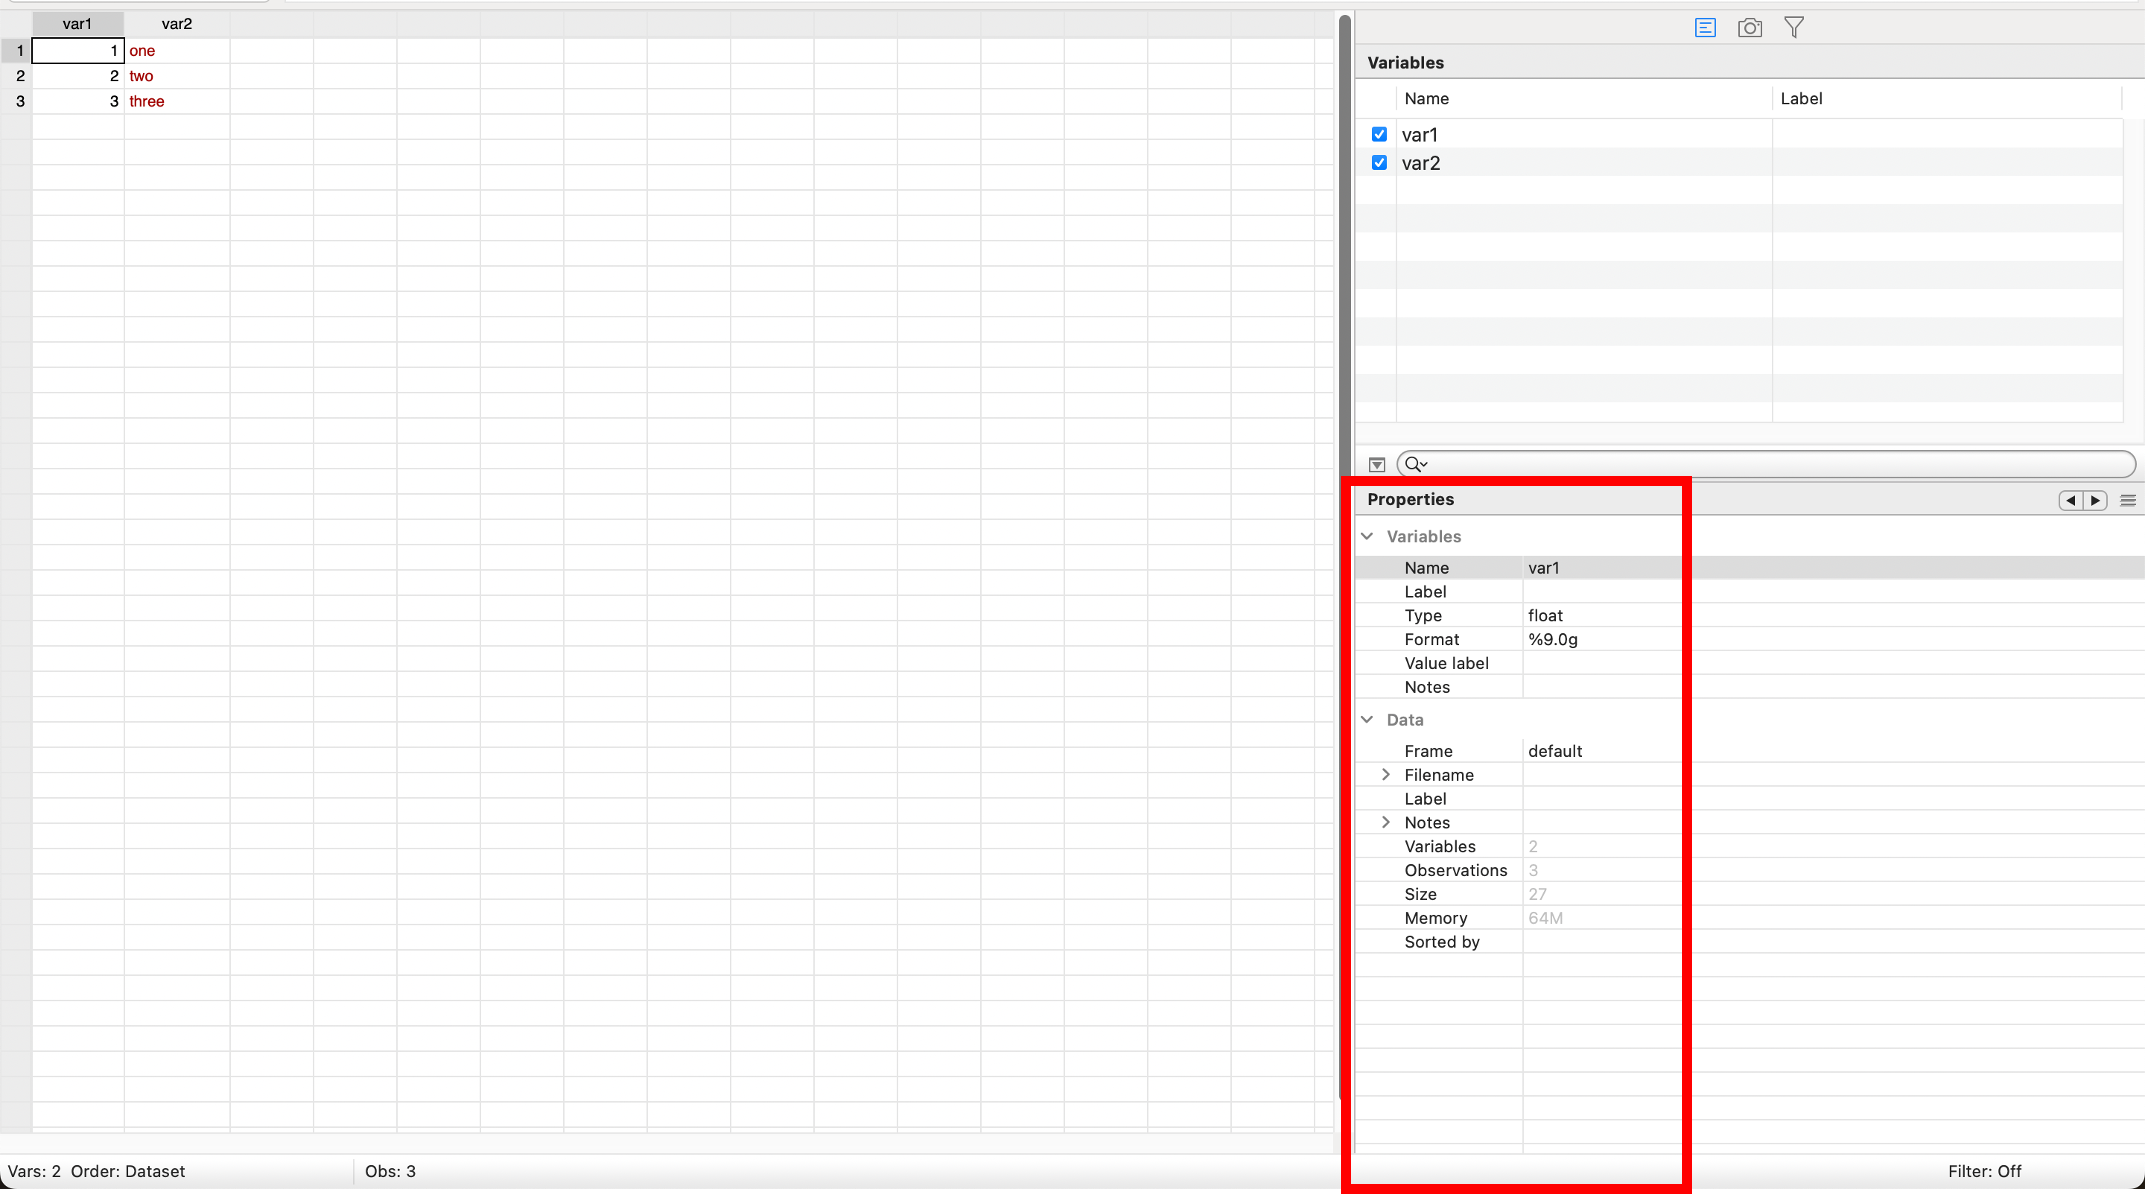 var1 var2
1 1 one
2 2 two
3 3 three
Variables
Name Label
var1
var2
Properties
Variables
Name var1
Label
Type float
Format %9.0g
Value label
Notes
Data
Frame default
Filename
Label
Notes
Variables 2
Observations 3
Size 27
Memory 64M
Sorted by
Vars: 2 Order: Dataset Obs: 3 Filter: Off